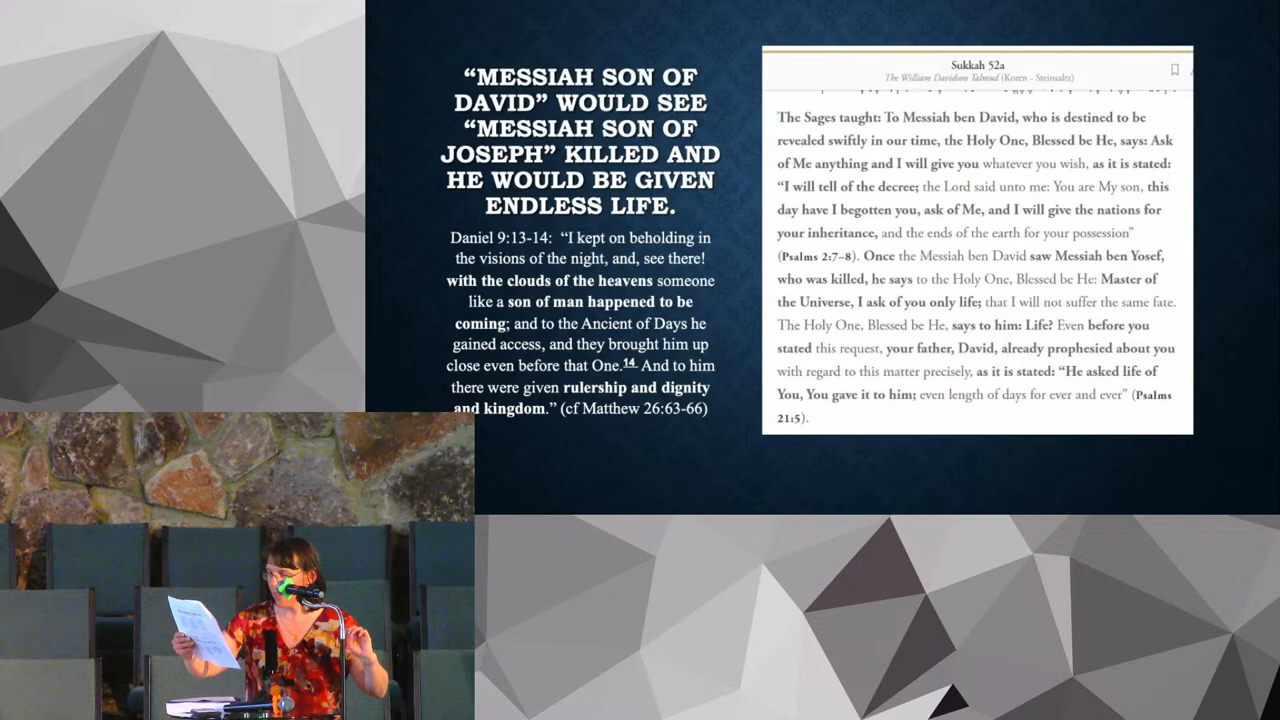 “MESSIAH SON OF
DAVID” WOULD SEE
“MESSIAH SON OF
JOSEPH” KILLED AND
HE WOULD BE GIVEN
ENDLESS LIFE.
Daniel 9:13-14: “I kept on beholding in
the visions of the night, and, see there!
with the clouds of the heavens someone
like a son of man happened to be
coming; and to the Ancient of Days he
gained access, and they brought him up
close even before that One.14 And to him
there were given rulership and dignity
and kingdom.” (cf Matthew 26:63-66)
Sukkah 52a
The William Davidson Talmud (Koren - Steinsaltz)
The Sages taught: To Messiah ben David, who is destined to be
revealed swiftly in our time, the Holy One, Blessed be He, says: Ask
of Me anything and I will give you whatever you wish, as it is stated:
“I will tell of the decree; the Lord said unto me: You are My son, this
day have I begotten you, ask of Me, and I will give the nations for
your inheritance, and the ends of the earth for your possession”
(Psalms 2:7–8). Once the Messiah ben David saw Messiah ben Yosef,
who was killed, he says to the Holy One, Blessed be He: Master of
the Universe, I ask of you only life; that I will not suffer the same fate.
The Holy One, Blessed be He, says to him: Life? Even before you
stated this request, your father, David, already prophesied about you
with regard to this matter precisely, as it is stated: “He asked life of
You, You gave it to him; even length of days for ever and ever” (Psalms
21:5).